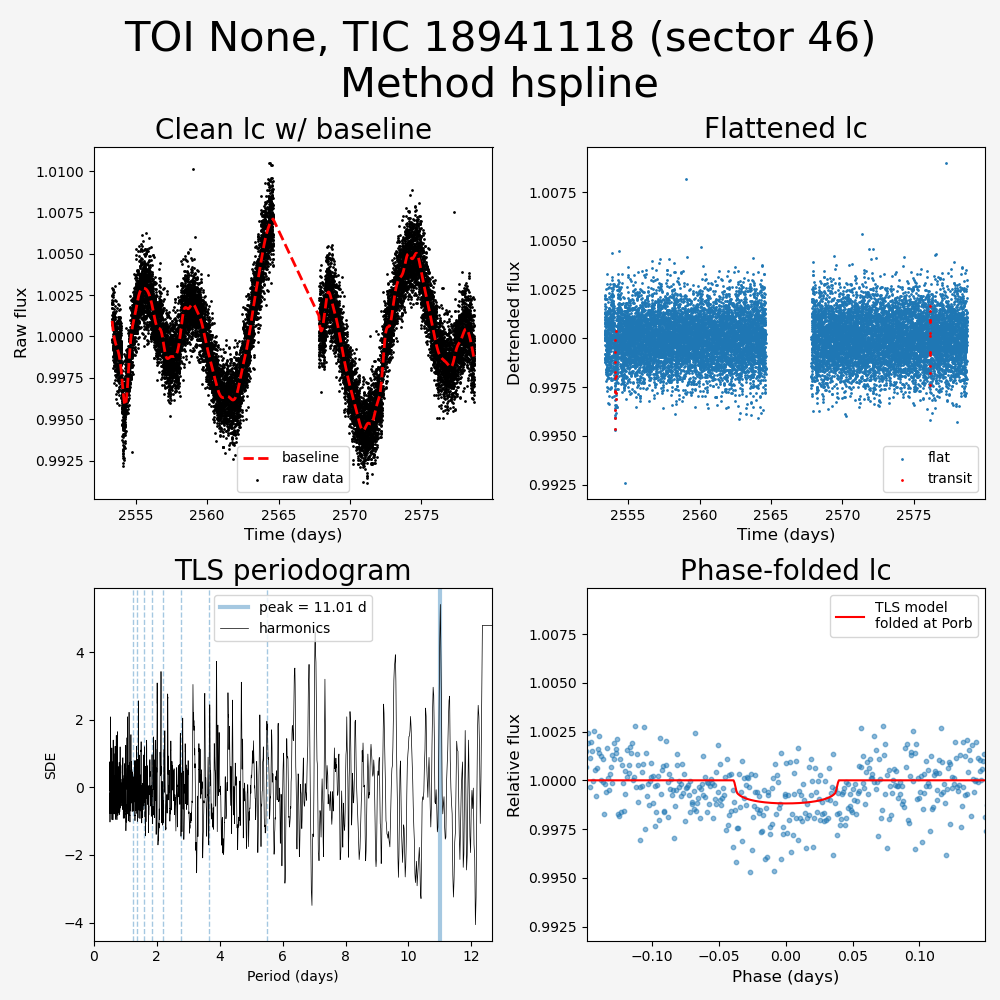 TOI None, TIC 18941118 (sector 46)
Method hspline
Clean lc w/ baseline
Raw flux
1.0100
1.0075
1.0050
1.0025
1.0000
0.9975
0.9950
0.9925
baseline
raw data
2555
2560
2565
2570
2575
Time (days)
Flattened lc
Detrended flux
1.0075
1.0050
1.0025
1.0000
0.9975
0.9950
0.9925
flat
transit
2555
2560
2565
2570
2575
Time (days)
TLS periodogram
SDE
4
2
0
−2
−4
peak = 11.01 d
harmonics
0
2
4
6
8
10
12
Period (days)
Phase-folded lc
Relative flux
1.0075
1.0050
1.0025
1.0000
0.9975
0.9950
0.9925
TLS model
folded at Porb
−0.10
−0.05
0.00
0.05
0.10
Phase (days)